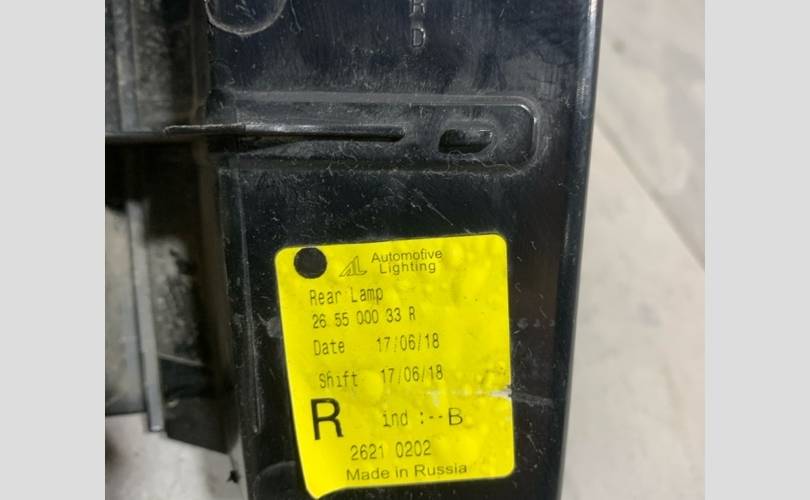 R
D
AL Automotive
Lighting
Rear Lamp
26 55 000 33 R
Date 17/06/18
Shift 17/06/18
R ind :--B
2621 0202
Made in Russia